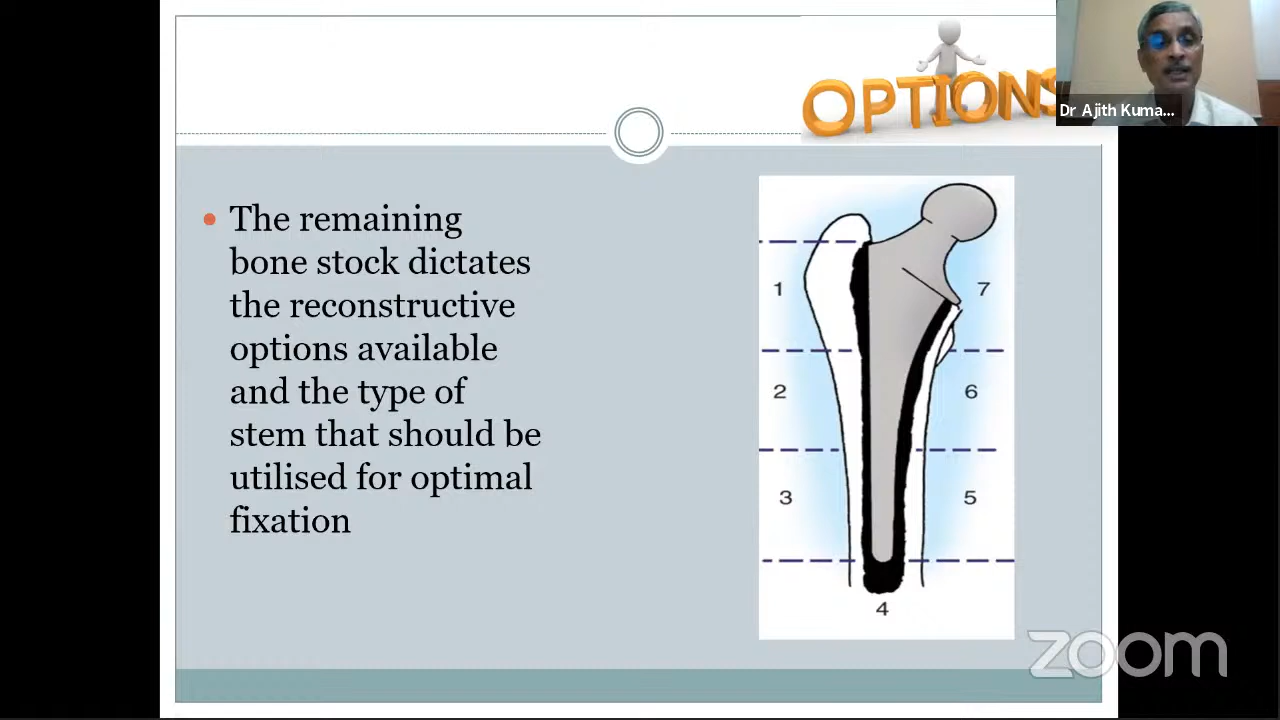 OPTIONS
Dr Ajith Kuma...
The remaining
bone stock dictates
the reconstructive
options available
and the type of
stem that should be
utilised for optimal
fixation
1
7
2
6
3
5
4
zoom